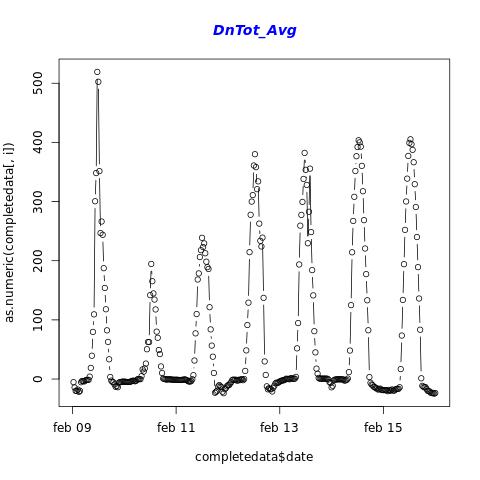 DnTot_Avg
as.numeric(completedata[, i])
500
400
300
200
100
0
feb 09
feb 11
feb 13
feb 15
completedata$date